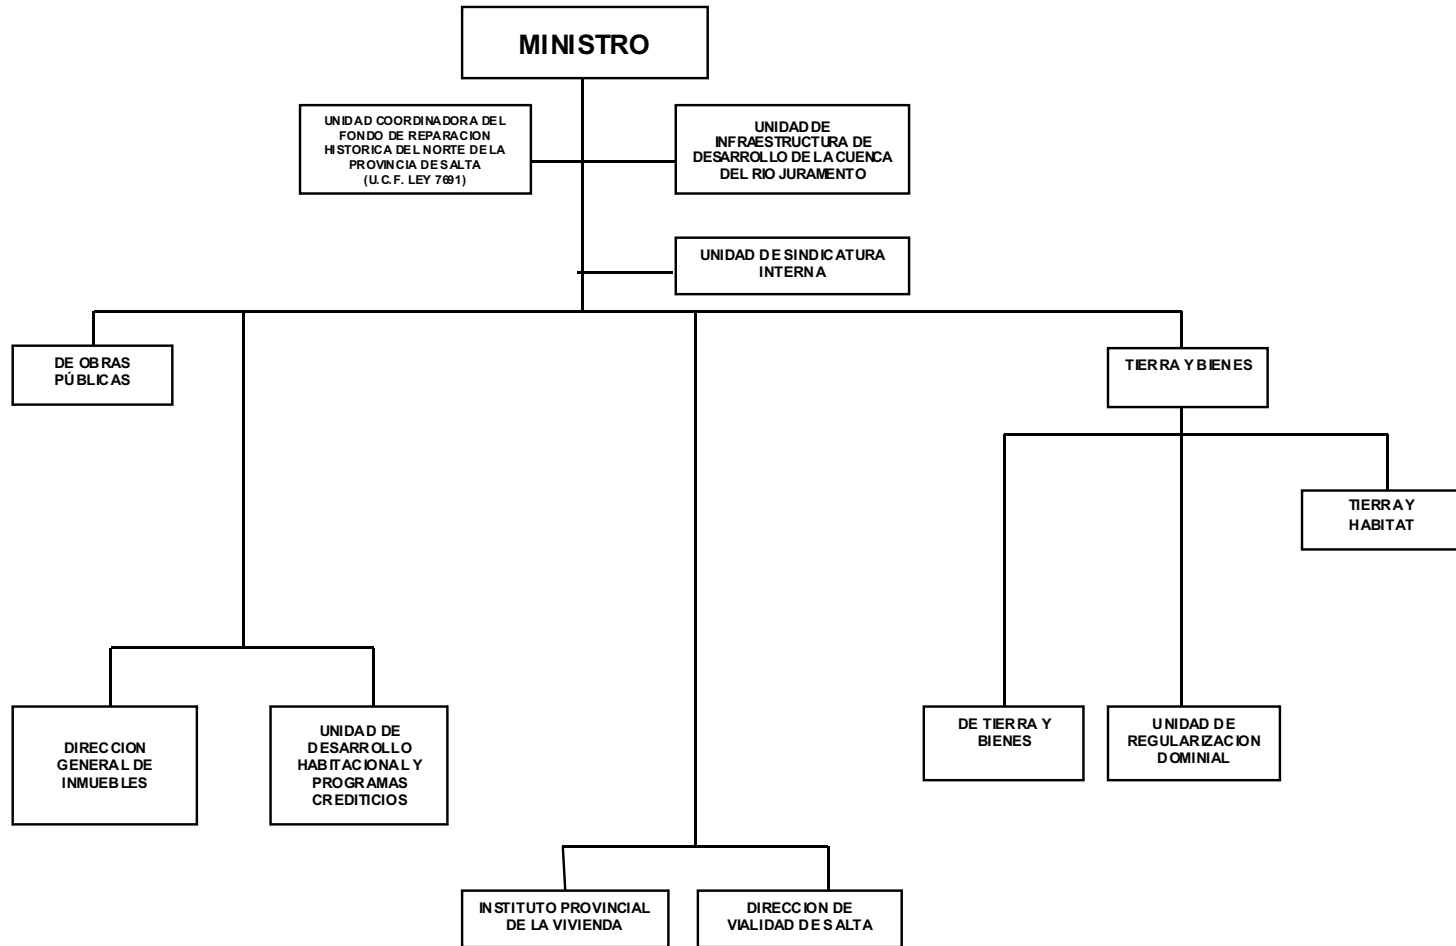 MINISTRO
UNIDAD COORDINADORA DEL
FONDO DE REPARACION
HISTORICA DEL NORTE DE LA
PROVINCIA DE SALTA
(U.C.F. LEY 7691)
UNIDAD DE
INFRAESTRUCTURA DE
DESARROLLO DE LA CUENCA
DEL RIO JURAMENTO
UNIDAD DE SINDICATURA
INTERNA
DE OBRAS
PÚBLICAS
TIERRA Y BIENES
TIERRA Y
HABITAT
DIRECCION
GENERAL DE
INMUEBLES
UNIDAD DE
DESARROLLO
HABITACIONAL Y
PROGRAMAS
CREDITICIOS
DE TIERRA Y
BIENES
UNIDAD DE
REGULARIZACION
DOMINIAL
INSTITUTO PROVINCIAL
DE LA VIVIENDA
DIRECCION DE
VIALIDAD DE SALTA